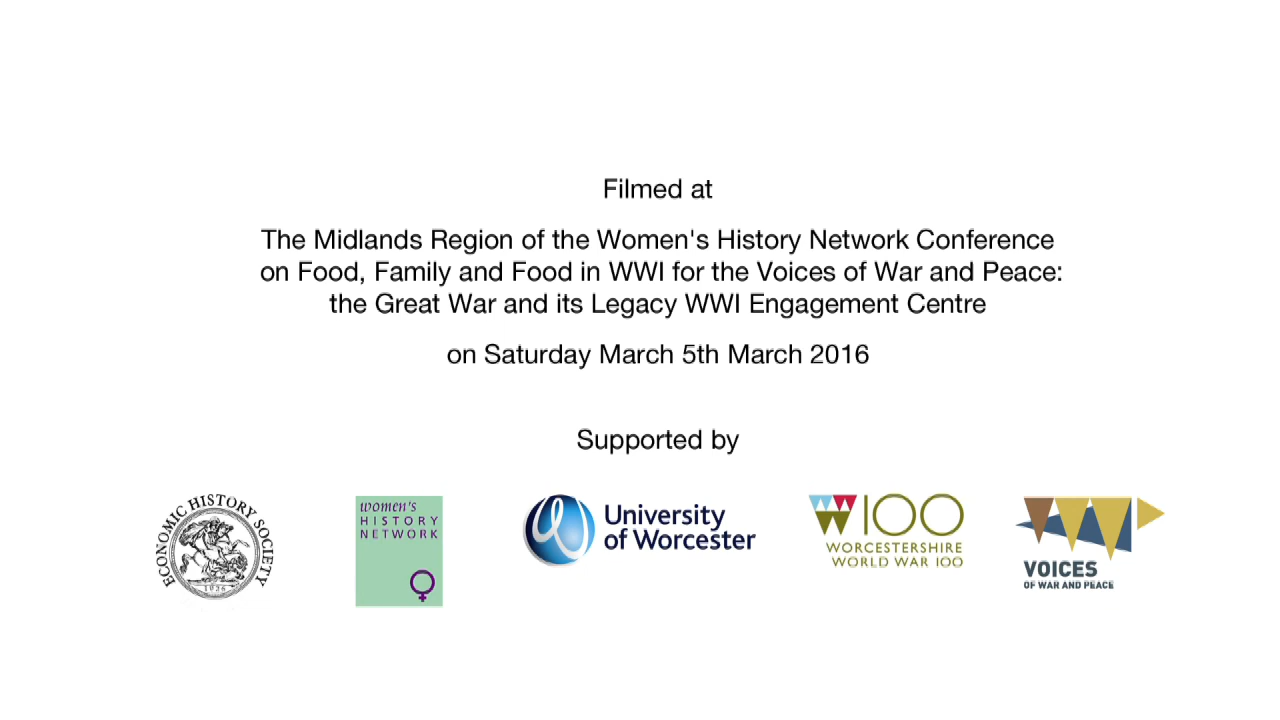 Filmed at
The Midlands Region of the Women's History Network Conference
on Food, Family and Food in WWI for the Voices of War and Peace:
the Great War and its Legacy WWI Engagement Centre
on Saturday March 5th March 2016
Supported by
ECONOMIC HISTORY SOCIETY
1926
women's
HISTORY
NETWORK
University
of Worcester
W100
WORCESTERSHIRE
WORLD WAR 100
VOICES
OF WAR AND PEACE